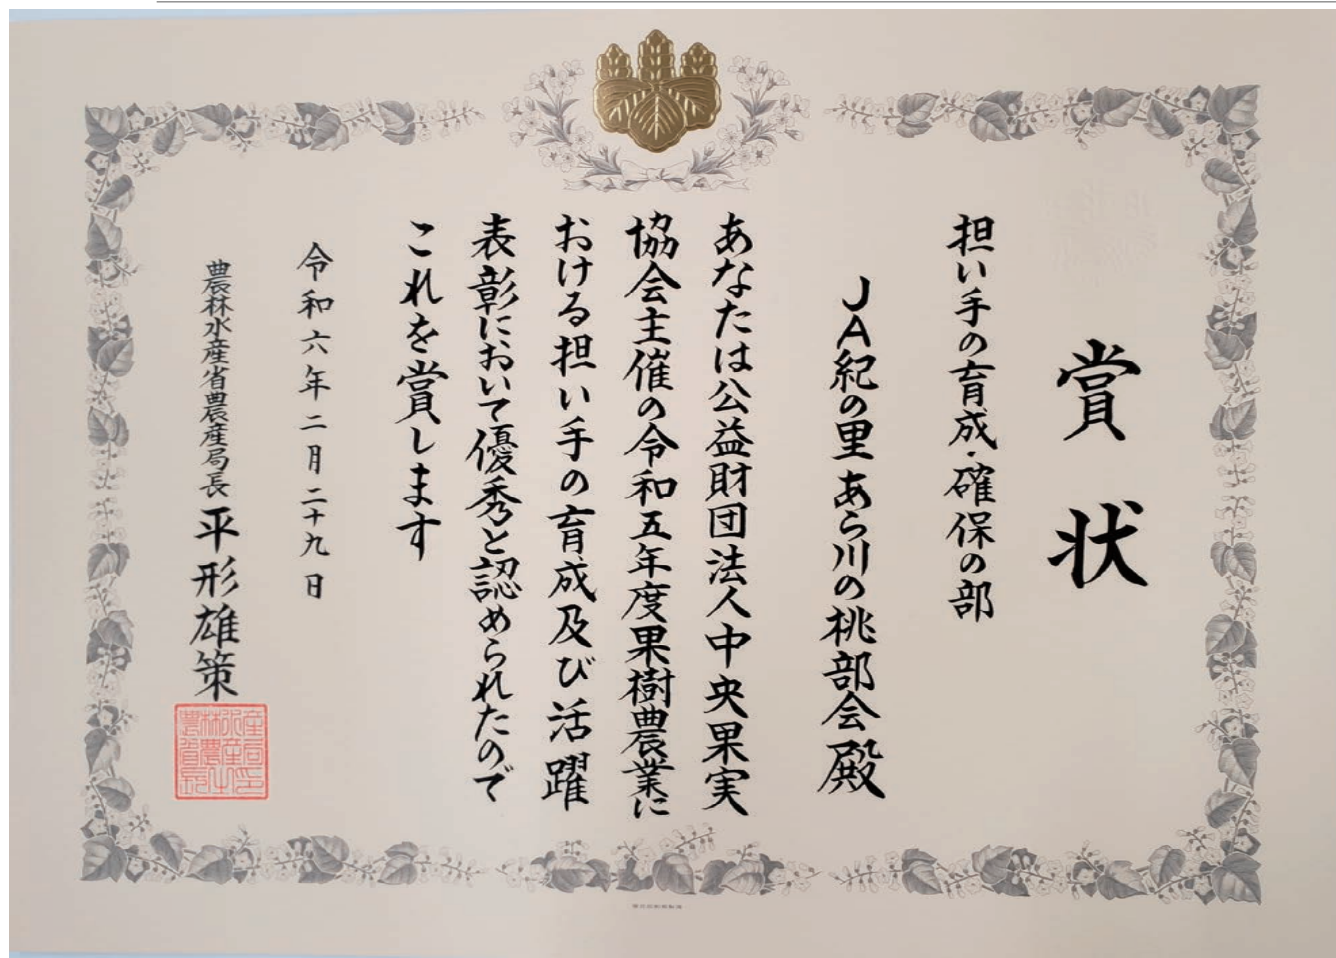 賞状
担い手の育成・確保の部
JA紀の里あら川の桃部会殿
あなたは公益財団法人中央果実
協会主催の令和五年度果樹農業に
おける担い手の育成及び活躍
表彰において優秀と認められたので
これを賞します
令和六年二月二十九日
農林水産省農産局長 平形雄策